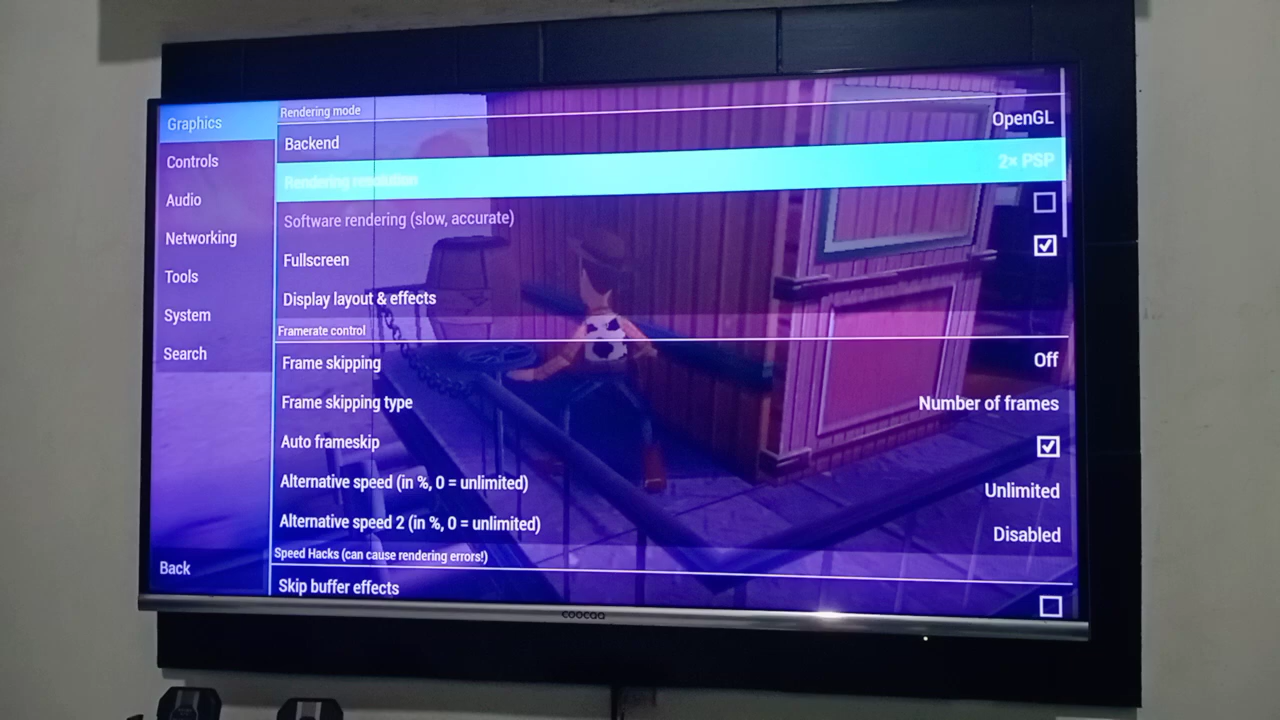 Graphics
Controls
Audio
Networking
Tools
System
Search
Back
Rendering mode
Backend OpenGL
Rendering resolution 2× PSP
Software rendering (slow, accurate)
Fullscreen
Display layout & effects
Framerate control
Frame skipping Off
Frame skipping type Number of frames
Auto frameskip
Alternative speed (in %, 0 = unlimited) Unlimited
Alternative speed 2 (in %, 0 = unlimited) Disabled
Speed Hacks (can cause rendering errors!)
Skip buffer effects
coocaa